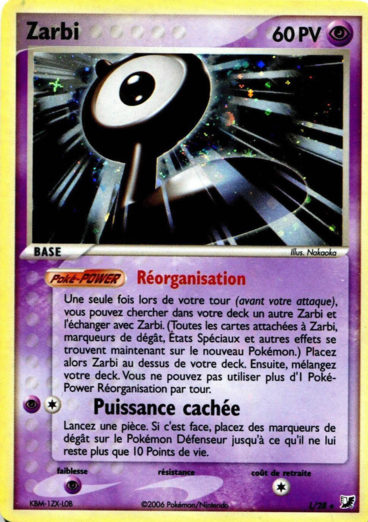 Zarbi
60 PV
BASE
Illus. Nakaoka
Poké-POWER Réorganisation
Une seule fois lors de votre tour (avant votre attaque),
vous pouvez chercher dans votre deck un autre Zarbi et
l'échanger avec Zarbi. (Toutes les cartes attachées à Zarbi,
marqueurs de dégât, États Spéciaux et autres effets se
trouvent maintenant sur le nouveau Pokémon.) Placez
alors Zarbi au dessus de votre deck. Ensuite, mélangez
votre deck. Vous ne pouvez pas utiliser plus d'1 Poké-
Power Réorganisation par tour.
Puissance cachée
Lancez une pièce. Si c'est face, placez des marqueurs de
dégât sur le Pokémon Défenseur jusqu'à ce qu'il ne lui
reste plus que 10 Points de vie.
faiblesse
résistance
coût de retraite
KBM-1ZX-L0B
©2006 Pokémon/Nintendo
L/28